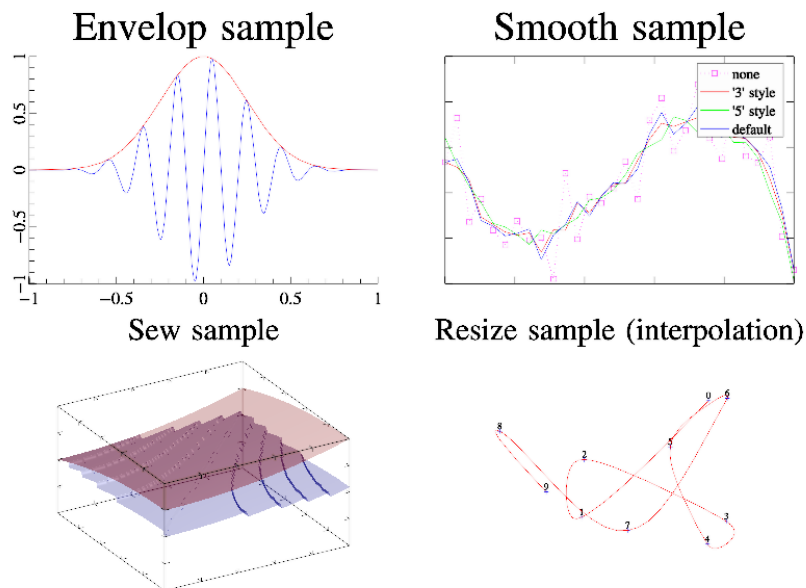 Envelop sample
Smooth sample
1
0.5
0
−0.5
−1
−1
−0.5
0
0.5
1
none
'3' style
'5' style
default
Sew sample
Resize sample (interpolation)
0
6
8
5
2
9
1
7
3
4